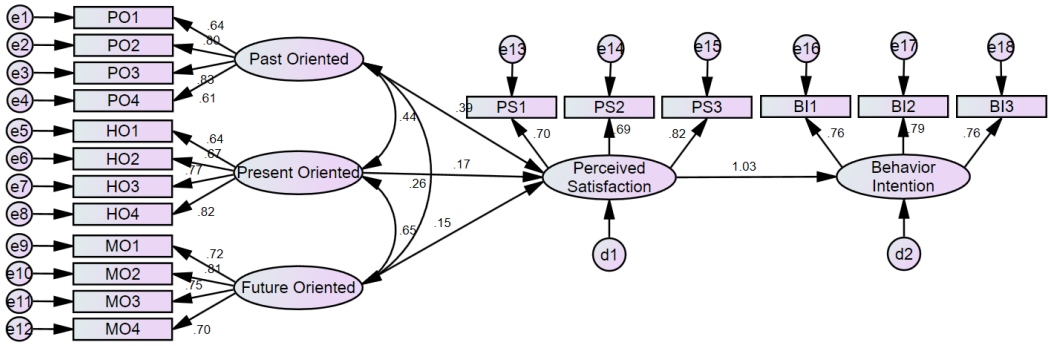 e1
PO1
.64
e2
PO2
.80
e3
PO3
.83
e4
PO4
.61
Past Oriented
e5
HO1
.64
e6
HO2
.67
e7
HO3
.77
e8
HO4
.82
Present Oriented
e9
MO1
.72
e10
MO2
.81
e11
MO3
.75
e12
MO4
.70
Future Oriented
.44
.26
.65
.39
.17
.15
e13
e14
e15
PS1
PS2
PS3
.70
.69
.82
Perceived
Satisfaction
d1
1.03
e16
e17
e18
BI1
BI2
BI3
.76
.79
.76
Behavior
Intention
d2